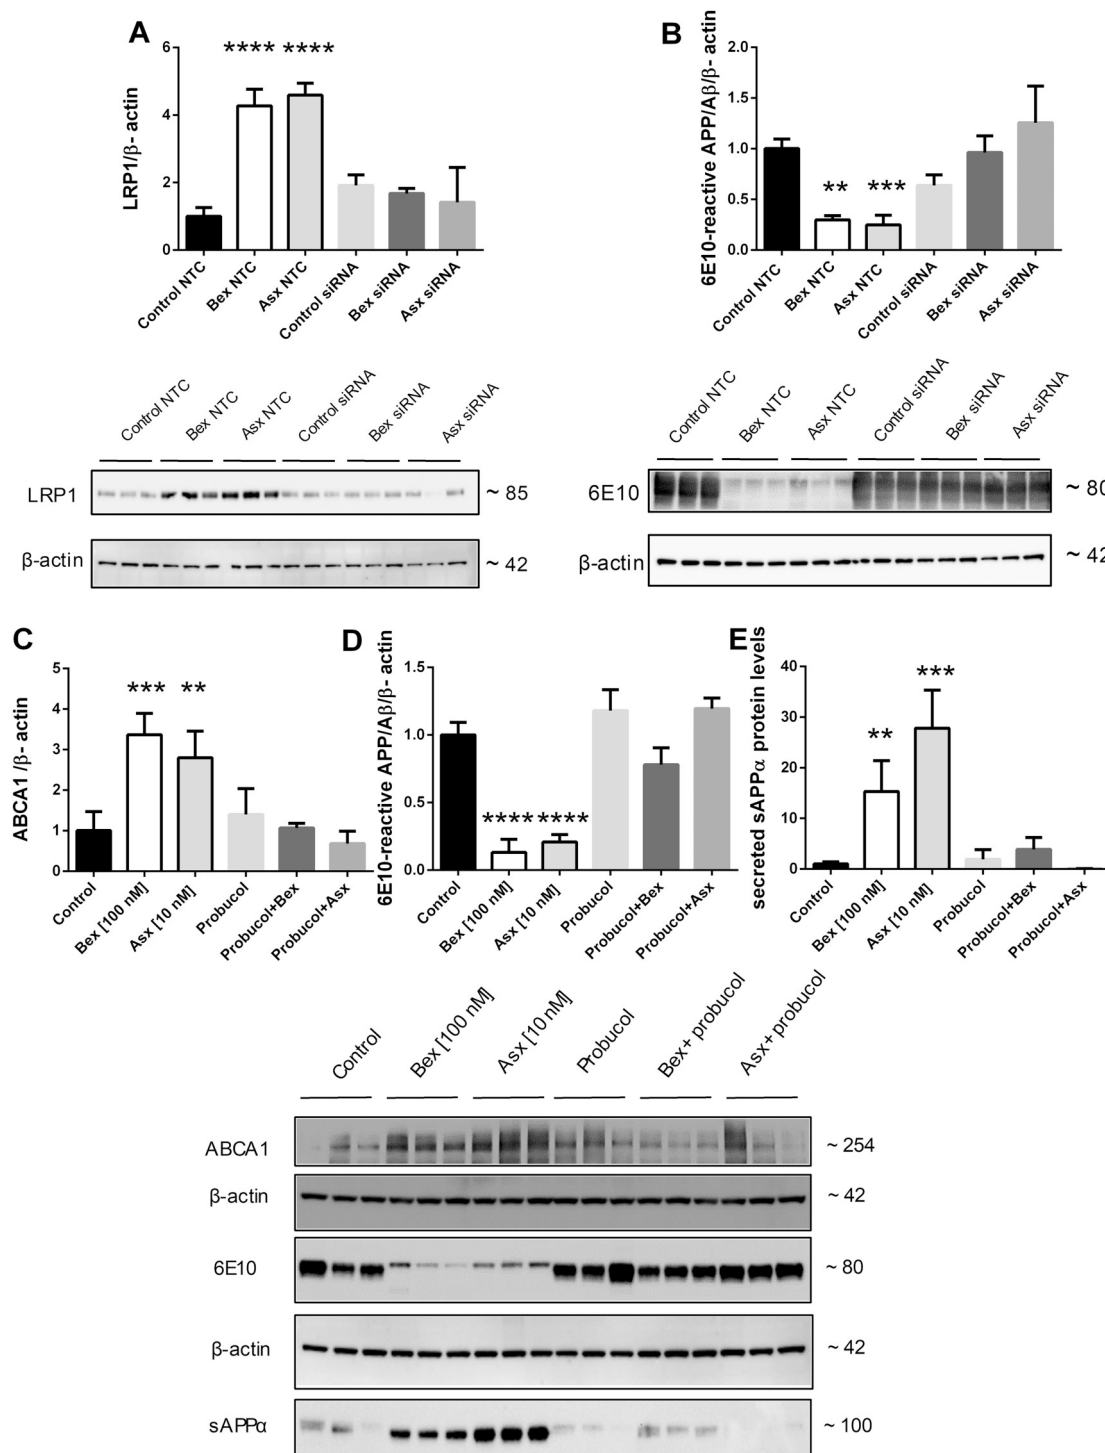 A
LRP1/β- actin
6
4
2
0
****
****
Control NTC
Bex NTC
Asx NTC
Control siRNA
Bex siRNA
Asx siRNA
B
6E10-reactive APP/Aβ/β- actin
2.0
1.5
1.0
0.5
0.0
**
***
Control NTC
Bex NTC
Asx NTC
Control siRNA
Bex siRNA
Asx siRNA
Control NTC
Bex NTC
Asx NTC
Control siRNA
Bex siRNA
Asx siRNA
LRP1
~ 85
β-actin
~ 42
Control NTC
Bex NTC
Asx NTC
Control siRNA
Bex siRNA
Asx siRNA
6E10
~ 80
β-actin
~ 42
C
ABCA1 /β- actin
5
4
3
2
1
0
***
**
Control
Bex [100 nM]
Asx [10 nM]
Probucol
Probucol+Bex
Probucol+Asx
D
6E10-reactive APP/Aβ/β- actin
1.5
1.0
0.5
0.0
****
****
Control
Bex [100 nM]
Asx [10 nM]
Probucol
Probucol+Bex
Probucol+Asx
E
secreted sAPPα protein levels
40
30
20
10
0
**
***
Control
Bex [100 nM]
Asx [10 nM]
Probucol
Probucol+Bex
Probucol+Asx
Control
Bex [100 nM]
Asx [10 nM]
Probucol
Bex+ probucol
Asx+ probucol
ABCA1
~ 254
β-actin
~ 42
6E10
~ 80
β-actin
~ 42
sAPPα
~ 100